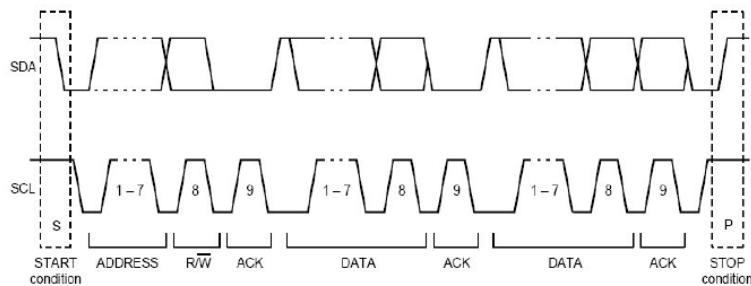 SDA
SCL
1 – 7 8 9 1 – 7 8 9 1 – 7 8 9
S P
START condition ADDRESS R/W̅ ACK DATA ACK DATA ACK STOP condition